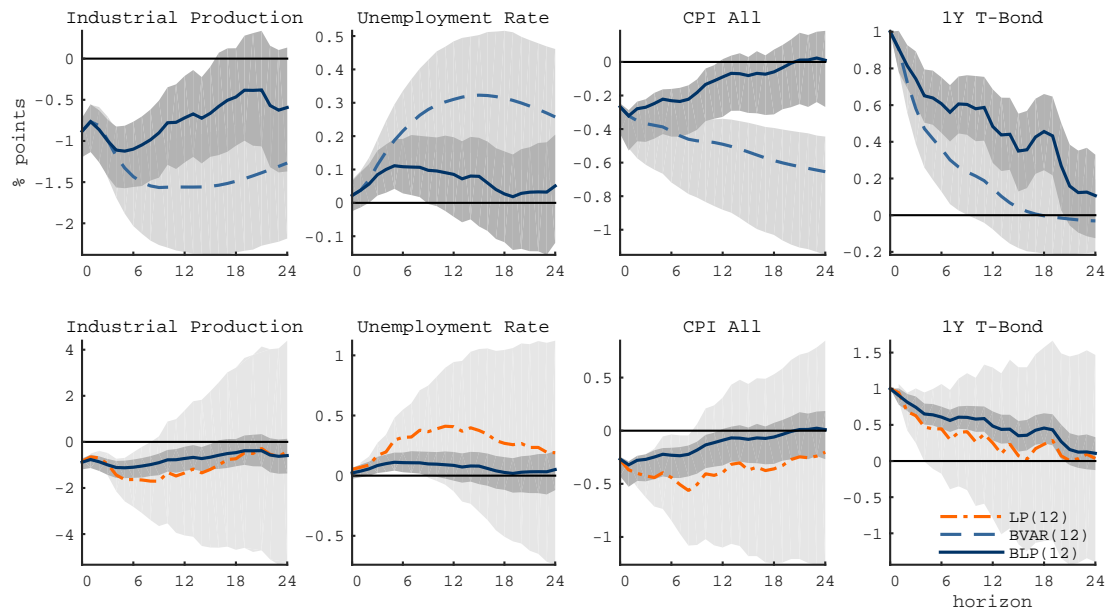 Industrial Production Unemployment Rate CPI All 1Y T-Bond
% points
0 -0.5 -1 -1.5 -2
0 6 12 18 24
0.5 0.4 0.3 0.2 0.1 0 -0.1
0 6 12 18 24
0 -0.2 -0.4 -0.6 -0.8 -1
0 6 12 18 24
1 0.8 0.6 0.4 0.2 0 -0.2
0 6 12 18 24
Industrial Production Unemployment Rate CPI All 1Y T-Bond
4 2 0 -2 -4
0 6 12 18 24
1 0.5 0 -0.5
0 6 12 18 24
0.5 0 -0.5 -1
0 6 12 18 24
1.5 1 0.5 0 -0.5 -1
0 6 12 18 24
LP(12)
BVAR(12)
BLP(12)
horizon